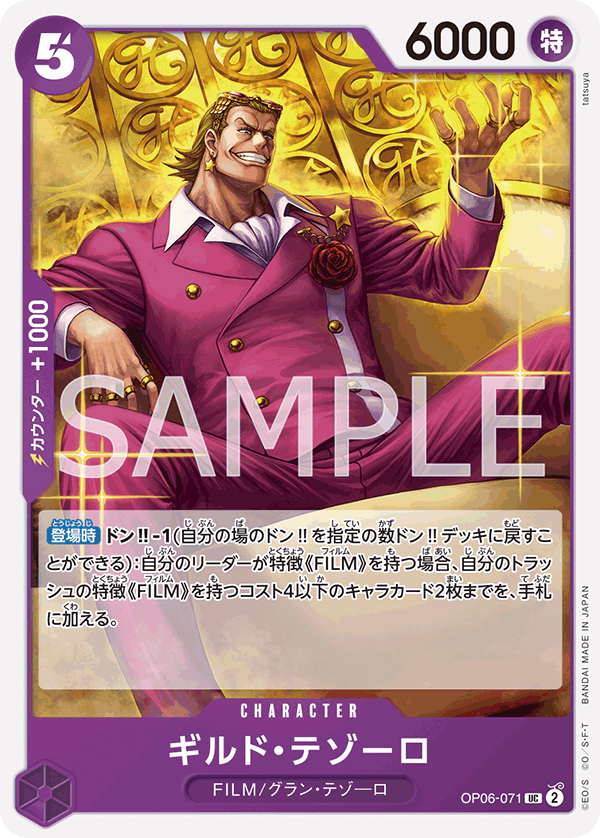 5
6000 特
tatsuya
カウンター +1000
SAMPLE
登場時 ドン!!-1(自分の場のドン!!を指定の数ドン!!デッキに戻すこ
とができる):自分のリーダーが特徴《FILM》を持つ場合、自分のトラッ
シュの特徴《FILM》を持つコスト4以下のキャラカード2枚までを、手札
に加える。
CHARACTER
ギルド・テゾーロ
FILM/グラン・テゾーロ
OP06-071 UC 2
©E/S ©O/S・F・T BANDAI MADE IN JAPAN